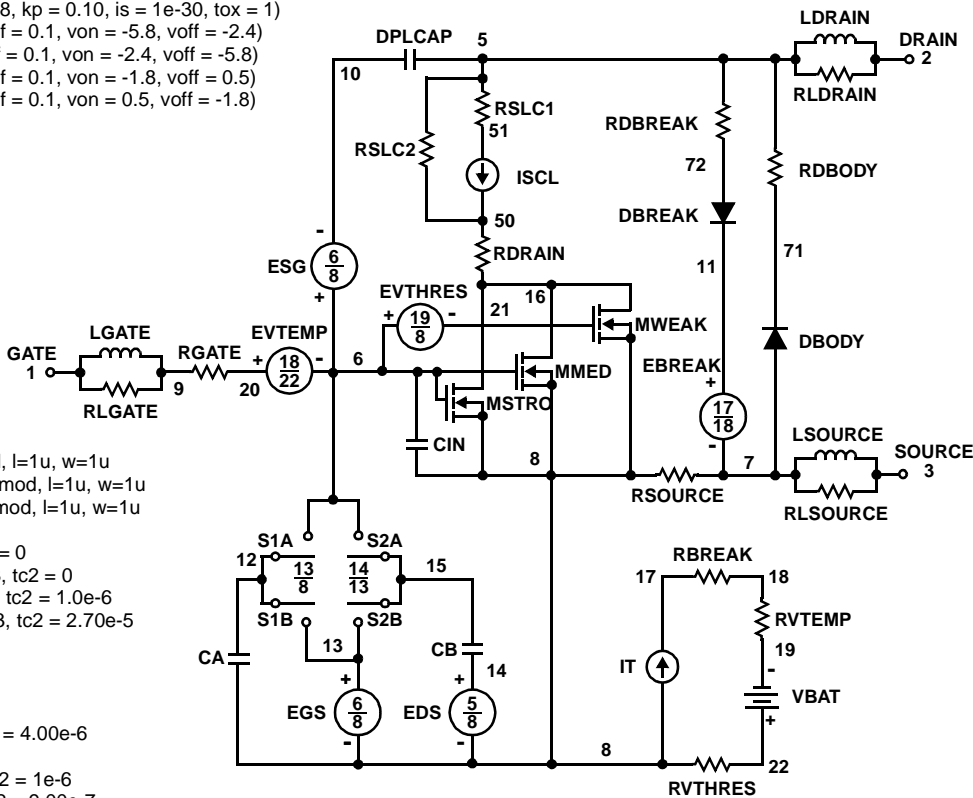 8, kp = 0.10, is = 1e-30, tox = 1)
f = 0.1, von = -5.8, voff = -2.4)
= 0.1, von = -2.4, voff = -5.8)
f = 0.1, von = -1.8, voff = 0.5)
f = 0.1, von = 0.5, voff = -1.8)
LDRAIN
DPLCAP
5
DRAIN
2
10
RLDRAIN
RSLC1
51
RDBREAK
RSLC2
72
RDBODY
ISCL
DBREAK
50
-
RDRAIN
71
ESG
6
8
11
+
EVTHRES
16
+
19
8
-
21
MWEAK
LGATE
EVTEMP
DBODY
GATE
1
RGATE
+
18
22
-
6
MMED
EBREAK
+
9
20
MSTRO
17
18
RLGATE
-
LSOURCE
CIN
SOURCE
3
8
7
l, l=1u, w=1u
mod, l=1u, w=1u
mod, l=1u, w=1u
RSOURCE
RLSOURCE
S1A
S2A
= 0
12
13
8
14
13
15
RBREAK
, tc2 = 0
17
18
tc2 = 1.0e-6
3, tc2 = 2.70e-5
S1B
S2B
RVTEMP
13
CB
19
CA
14
IT
-
+
+
VBAT
EGS
6
8
EDS
5
8
+
= 4.00e-6
-
-
8
22
2 = 1e-6
RVTHRES